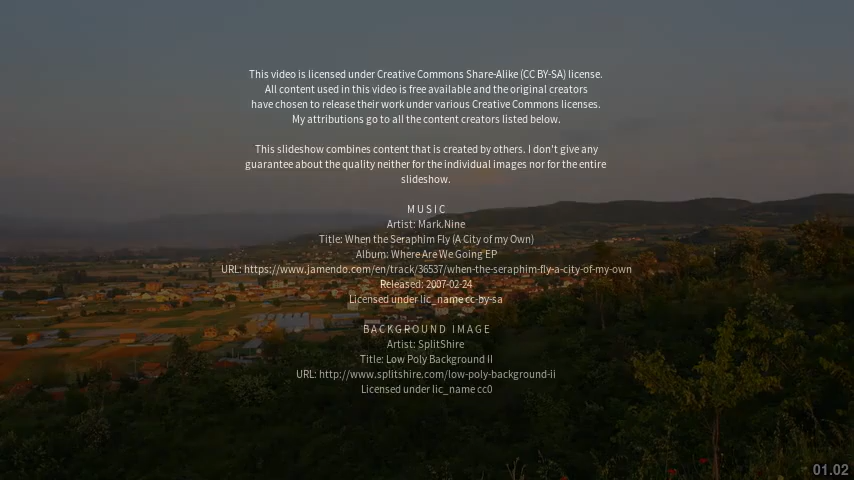 This video is licensed under Creative Commons Share-Alike (CC BY-SA) license.
All content used in this video is free available and the original creators
have chosen to release their work under various Creative Commons licenses.
My attributions go to all the content creators listed below.
This slideshow combines content that is created by others. I don't give any
guarantee about the quality neither for the individual images nor for the entire
slideshow.
MUSIC
Artist: Mark.Nine
Title: When the Seraphim Fly (A City of my Own)
Album: Where Are We Going EP
URL: https://www.jamendo.com/en/track/36537/when-the-seraphim-fly-a-city-of-my-own
Released: 2007-02-24
Licensed under lic_name cc-by-sa
BACKGROUND IMAGE
Artist: SplitShire
Title: Low Poly Background II
URL: http://www.splitshire.com/low-poly-background-ii
Licensed under lic_name cc0
01.02